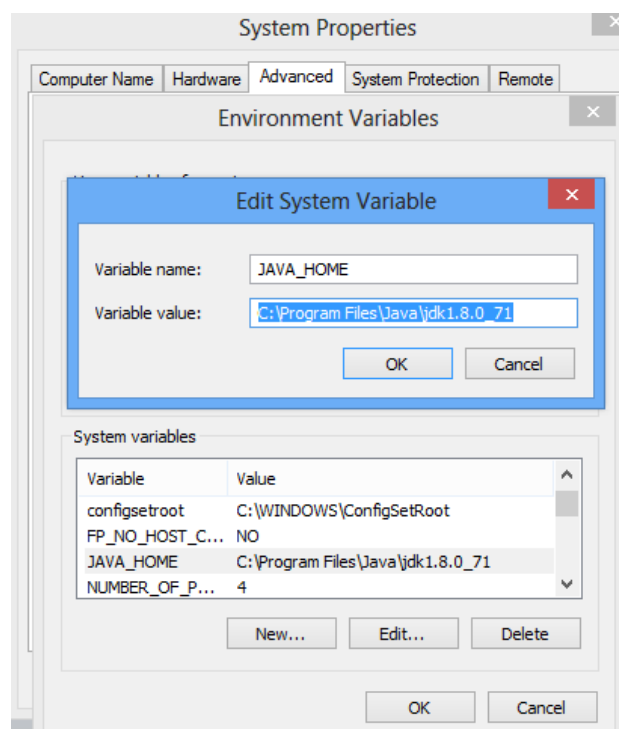 System Properties
Computer Name Hardware Advanced System Protection Remote
Environment Variables
Edit System Variable
Variable name: JAVA_HOME
Variable value: C:\Program Files\Java\jdk1.8.0_71
OK Cancel
System variables
Variable Value
configsetroot C:\WINDOWS\ConfigSetRoot
FP_NO_HOST_C... NO
JAVA_HOME C:\Program Files\Java\jdk1.8.0_71
NUMBER_OF_P... 4
New... Edit... Delete
OK Cancel